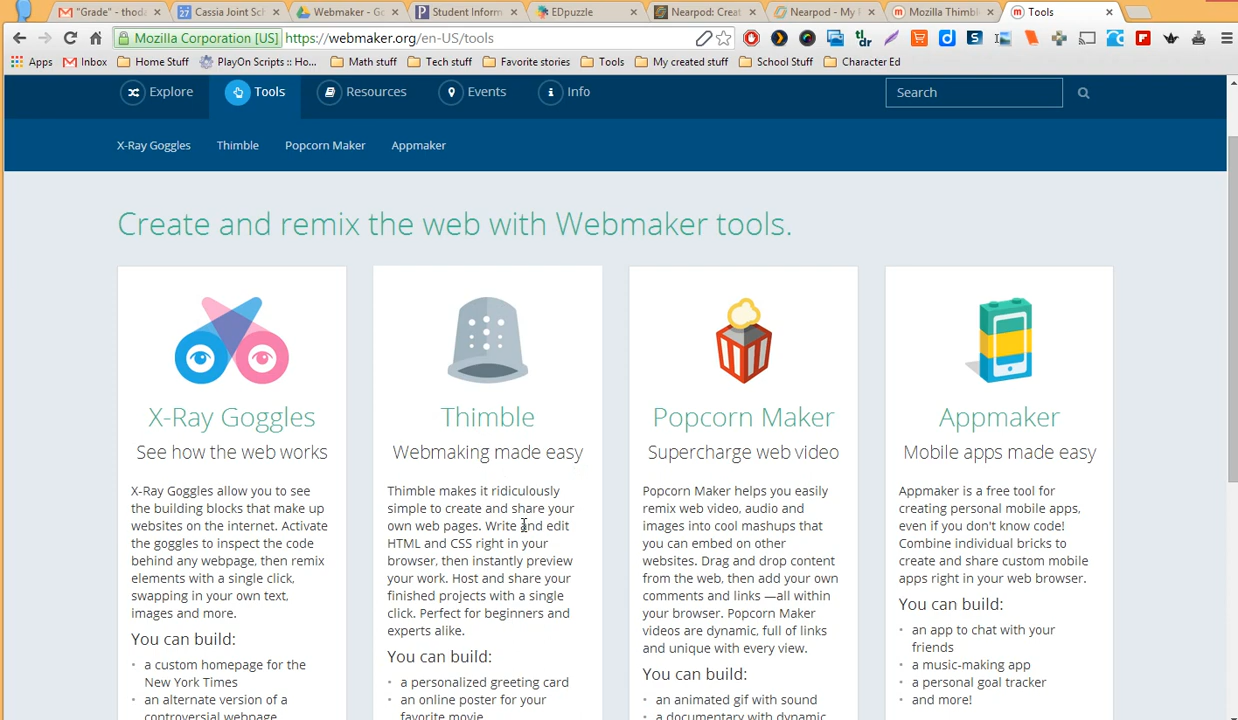 "Grade" - thoda
Cassia Joint Sch
Webmaker - Go
Student Inform
EDpuzzle
Nearpod: Creat
Nearpod - My
Mozilla Thimbl
Tools
Mozilla Corporation [US]
https://webmaker.org/en-US/tools
Apps
Inbox
Home Stuff
PlayOn Scripts :: Ho...
Math stuff
Tech stuff
Favorite stories
Tools
My created stuff
School Stuff
Character Ed
Explore
Tools
Resources
Events
Info
Search
X-Ray Goggles
Thimble
Popcorn Maker
Appmaker
Create and remix the web with Webmaker tools.
X-Ray Goggles
See how the web works
X-Ray Goggles allow you to see
the building blocks that make up
websites on the internet. Activate
the goggles to inspect the code
behind any webpage, then remix
elements with a single click,
swapping in your own text,
images and more.
You can build:
• a custom homepage for the
New York Times
• an alternate version of a
controversial webpage
Thimble
Webmaking made easy
Thimble makes it ridiculously
simple to create and share your
own web pages. Write and edit
HTML and CSS right in your
browser, then instantly preview
your work. Host and share your
finished projects with a single
click. Perfect for beginners and
experts alike.
You can build:
• a personalized greeting card
• an online poster for your
favorite movie
Popcorn Maker
Supercharge web video
Popcorn Maker helps you easily
remix web video, audio and
images into cool mashups that
you can embed on other
websites. Drag and drop content
from the web, then add your own
comments and links —all within
your browser. Popcorn Maker
videos are dynamic, full of links
and unique with every view.
You can build:
• an animated gif with sound
• a documentary with dynamic
Appmaker
Mobile apps made easy
Appmaker is a free tool for
creating personal mobile apps,
even if you don't know code!
Combine individual bricks to
create and share custom mobile
apps right in your web browser.
You can build:
• an app to chat with your
friends
• a music-making app
• a personal goal tracker
• and more!